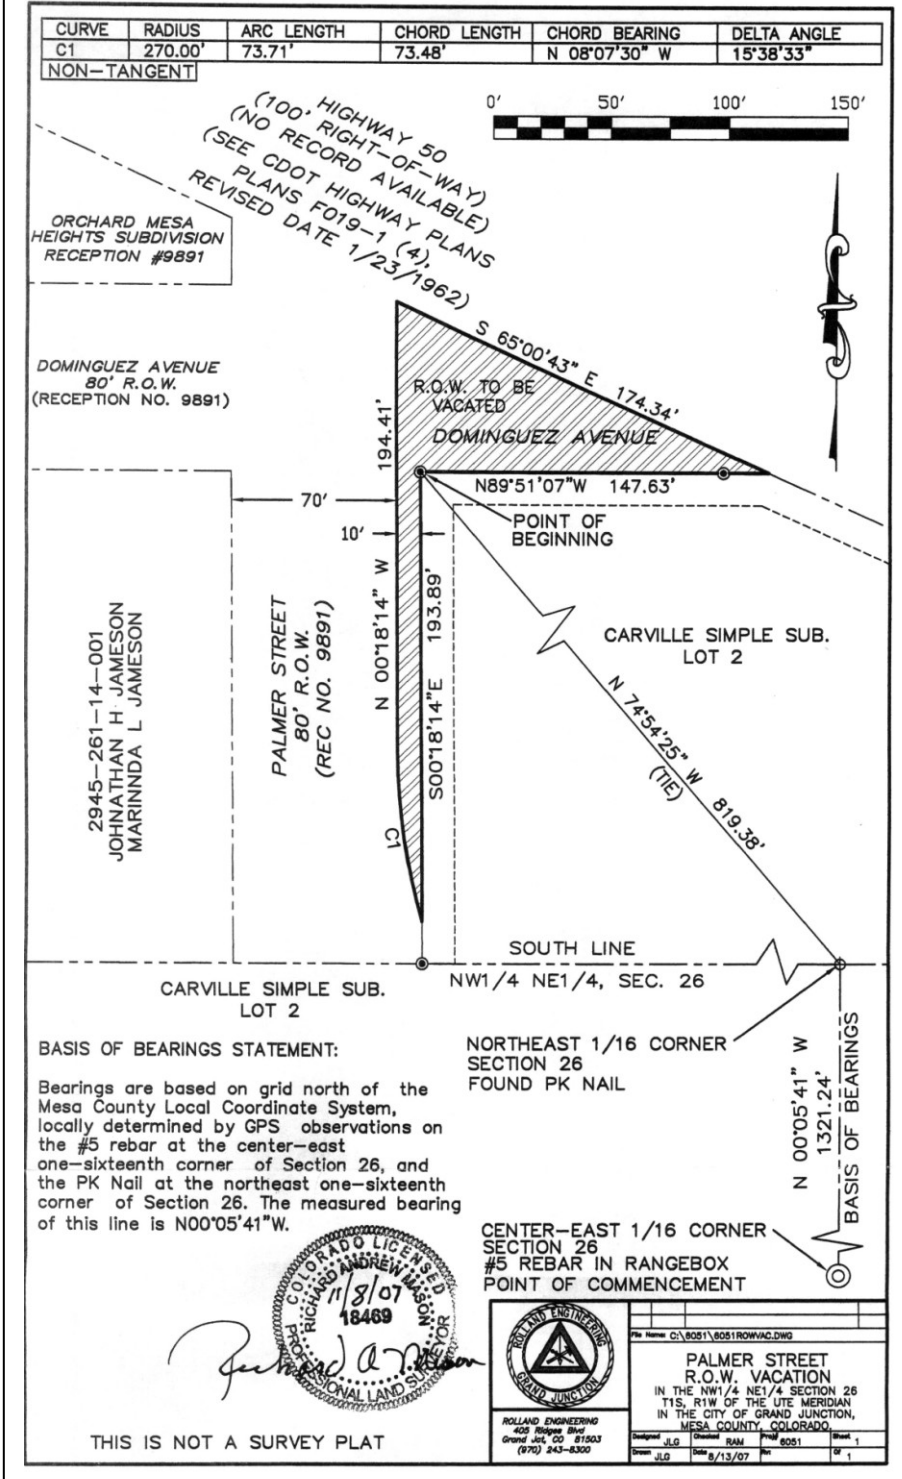 CURVE RADIUS ARC LENGTH CHORD LENGTH CHORD BEARING DELTA ANGLE
C1 270.00' 73.71' 73.48' N 08°07'30" W 15°38'33"
NON-TANGENT
0' 50' 100' 150'
HIGHWAY 50
(100' RIGHT-OF-WAY)
(NO RECORD AVAILABLE)
(SEE CDOT HIGHWAY PLANS
PLANS F019-1 (4),
REVISED DATE 1/23/1962)
ORCHARD MESA
HEIGHTS SUBDIVISION
RECEPTION #9891
DOMINGUEZ AVENUE
80' R.O.W.
(RECEPTION NO. 9891)
S 65°00'43" E 174.34'
R.O.W. TO BE
VACATED
DOMINGUEZ AVENUE
194.41'
N89°51'07"W 147.63'
70'
POINT OF
BEGINNING
10'
N 00°18'14" W
S00°18'14"E 193.89'
PALMER STREET
80' R.O.W.
(REC NO. 9891)
2945-261-14-001
JOHNATHAN H JAMESON
MARINNDA L JAMESON
CARVILLE SIMPLE SUB.
LOT 2
N 74°54'25" W 819.38'
(TIE)
C1
SOUTH LINE
NW1/4 NE1/4, SEC. 26
CARVILLE SIMPLE SUB.
LOT 2
NORTHEAST 1/16 CORNER
SECTION 26
FOUND PK NAIL
N 00°05'41" W
1321.24'
BASIS OF BEARINGS
BASIS OF BEARINGS STATEMENT:
Bearings are based on grid north of the
Mesa County Local Coordinate System,
locally determined by GPS observations on
the #5 rebar at the center-east
one-sixteenth corner of Section 26, and
the PK Nail at the northeast one-sixteenth
corner of Section 26. The measured bearing
of this line is N00°05'41"W.
CENTER-EAST 1/16 CORNER
SECTION 26
#5 REBAR IN RANGEBOX
POINT OF COMMENCEMENT
COLORADO LICENSED
RICHARD ANDREW MASON
11/8/07
18469
PROFESSIONAL LAND SURVEYOR
Richard A Mason
THIS IS NOT A SURVEY PLAT
ROLLAND ENGINEERING
GRAND JUNCTION
ROLLAND ENGINEERING
405 Ridges Blvd
Grand Jct, CO 81503
(970) 243-8300
File Name: C:\6051\6051ROWVAC.DWG
PALMER STREET
R.O.W. VACATION
IN THE NW1/4 NE1/4 SECTION 26
T1S, R1W OF THE UTE MERIDIAN
IN THE CITY OF GRAND JUNCTION,
MESA COUNTY, COLORADO.
Designed JLG Checked RAM Proj# 6051 Sheet 1
Drawn JLG Date 8/13/07 Of 1